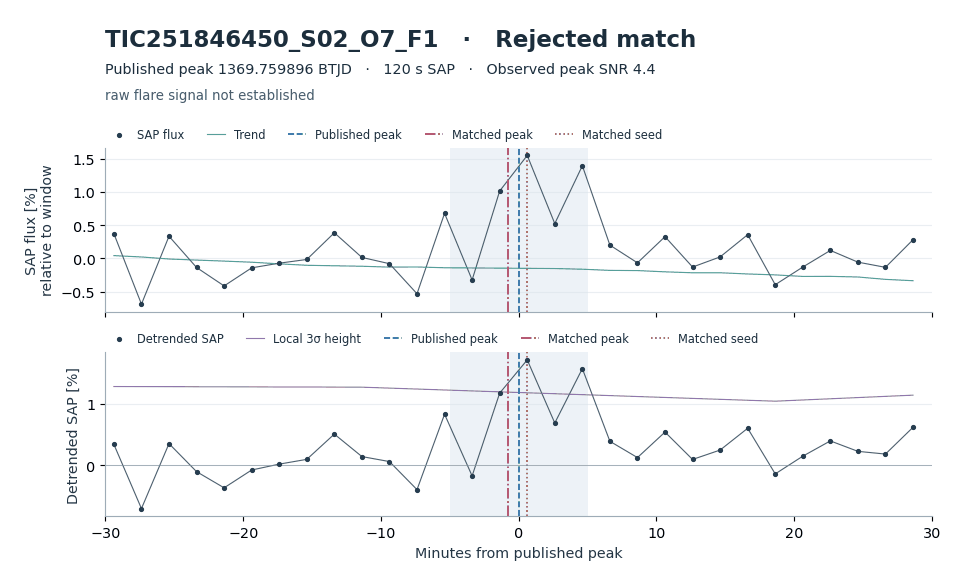 TIC251846450_S02_O7_F1 · Rejected match
Published peak 1369.759896 BTJD · 120 s SAP · Observed peak SNR 4.4
raw flare signal not established
SAP flux Trend Published peak Matched peak Matched seed
SAP flux [%]
relative to window
1.5
1.0
0.5
0.0
−0.5
Detrended SAP Local 3σ height Published peak Matched peak Matched seed
Detrended SAP [%]
1
0
−30 −20 −10 0 10 20 30
Minutes from published peak